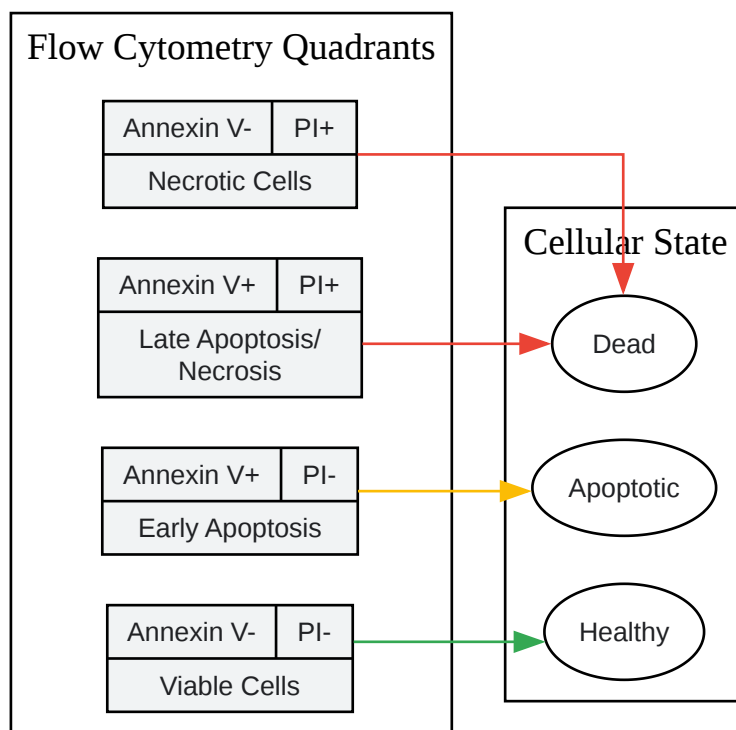 Flow Cytometry Quadrants
Annexin V- PI+
Necrotic Cells
Annexin V+ PI+
Late Apoptosis/
Necrosis
Annexin V+ PI-
Early Apoptosis
Annexin V- PI-
Viable Cells
Cellular State
Dead
Apoptotic
Healthy